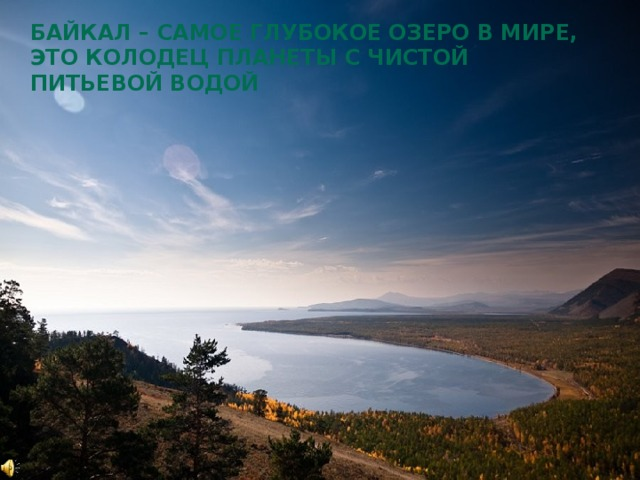 БАЙКАЛ – САМОЕ ГЛУБОКОЕ ОЗЕРО В МИРЕ,
ЭТО КОЛОДЕЦ ПЛАНЕТЫ С ЧИСТОЙ
ПИТЬЕВОЙ ВОДОЙ